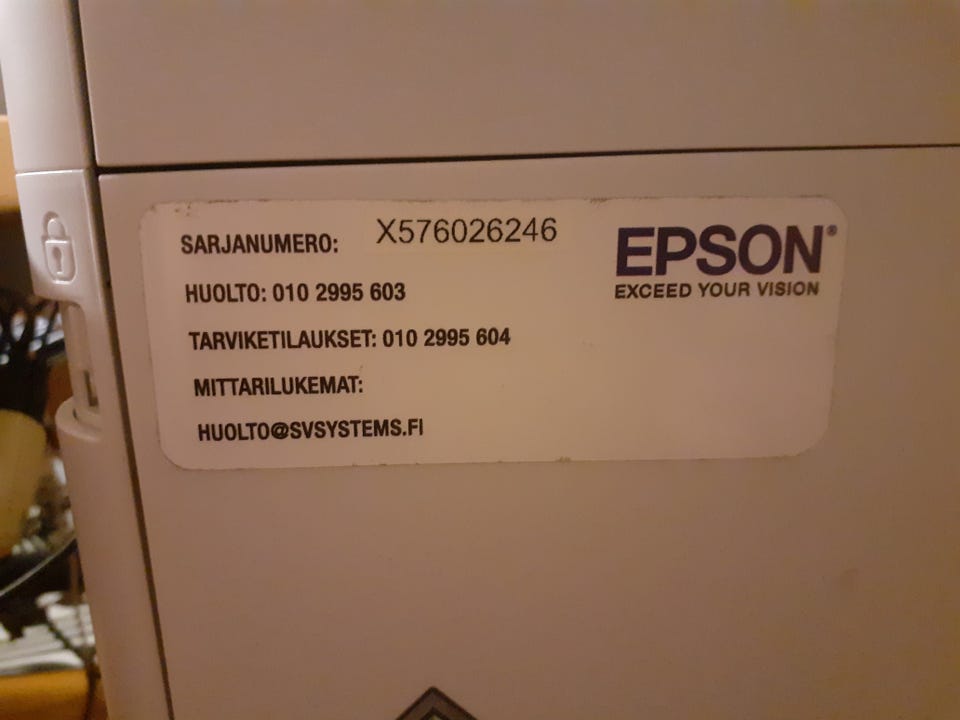 SARJANUMERO: X576026246
EPSON®
EXCEED YOUR VISION
HUOLTO: 010 2995 603
TARVIKETILAUKSET: 010 2995 604
MITTARILUKEMAT:
HUOLTO@SVSYSTEMS.FI